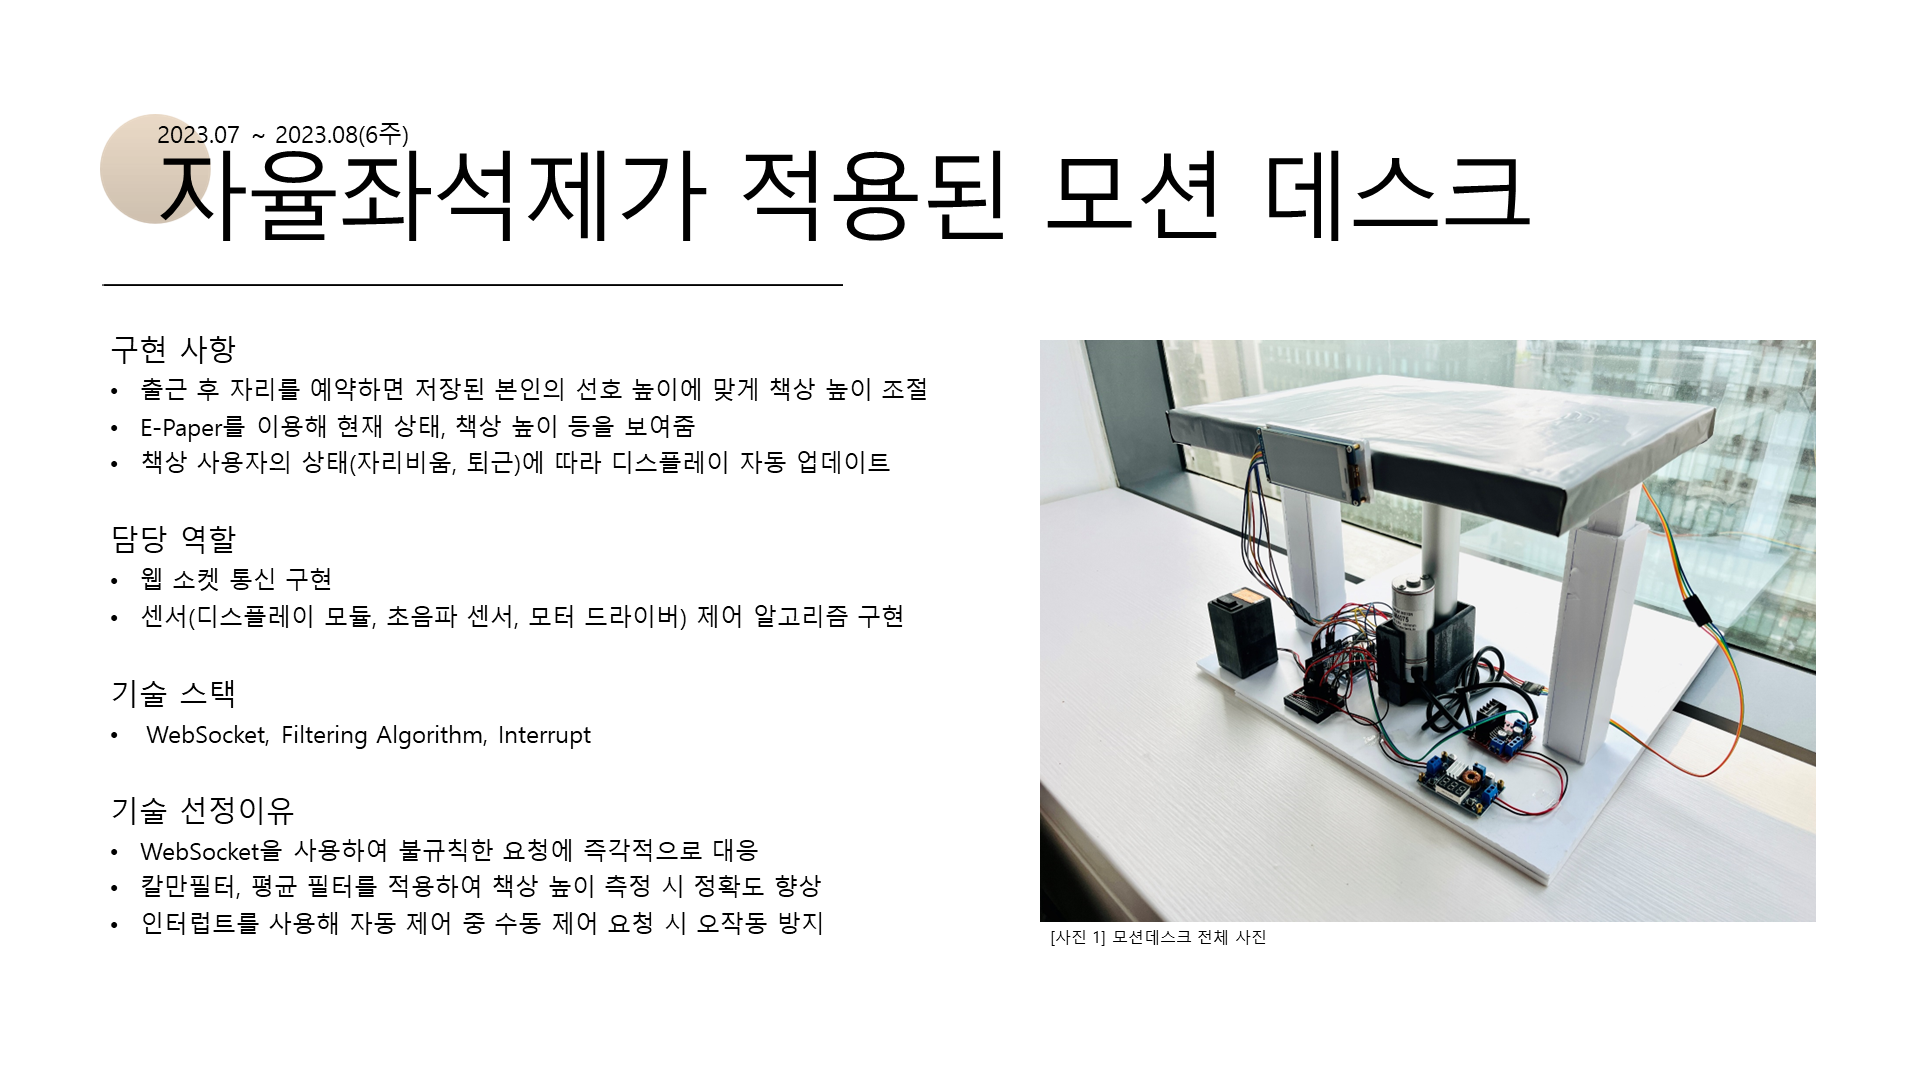 2023.07 ~ 2023.08(6주)
자율좌석제가 적용된 모션 데스크
구현 사항
• 출근 후 자리를 예약하면 저장된 본인의 선호 높이에 맞게 책상 높이 조절
• E-Paper를 이용해 현재 상태, 책상 높이 등을 보여줌
• 책상 사용자의 상태(자리비움, 퇴근)에 따라 디스플레이 자동 업데이트
담당 역할
• 웹 소켓 통신 구현
• 센서(디스플레이 모듈, 초음파 센서, 모터 드라이버) 제어 알고리즘 구현
기술 스택
• WebSocket, Filtering Algorithm, Interrupt
기술 선정이유
• WebSocket을 사용하여 불규칙한 요청에 즉각적으로 대응
• 칼만필터, 평균 필터를 적용하여 책상 높이 측정 시 정확도 향상
• 인터럽트를 사용해 자동 제어 중 수동 제어 요청 시 오작동 방지
[사진 1] 모션데스크 전체 사진